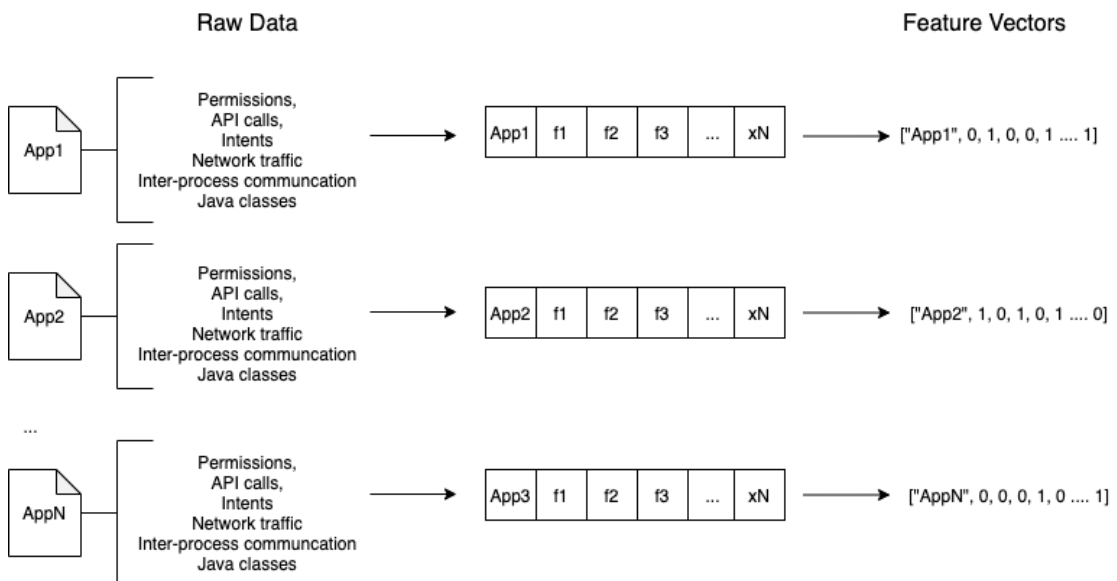 Raw Data
Feature Vectors
App1
Permissions,
API calls,
Intents
Network traffic
Inter-process communcation
Java classes
App1 f1 f2 f3 ... xN
["App1", 0, 1, 0, 0, 1 .... 1]
App2
Permissions,
API calls,
Intents
Network traffic
Inter-process communcation
Java classes
App2 f1 f2 f3 ... xN
["App2", 1, 0, 1, 0, 1 .... 0]
...
AppN
Permissions,
API calls,
Intents
Network traffic
Inter-process communcation
Java classes
App3 f1 f2 f3 ... xN
["AppN", 0, 0, 0, 1, 0 .... 1]